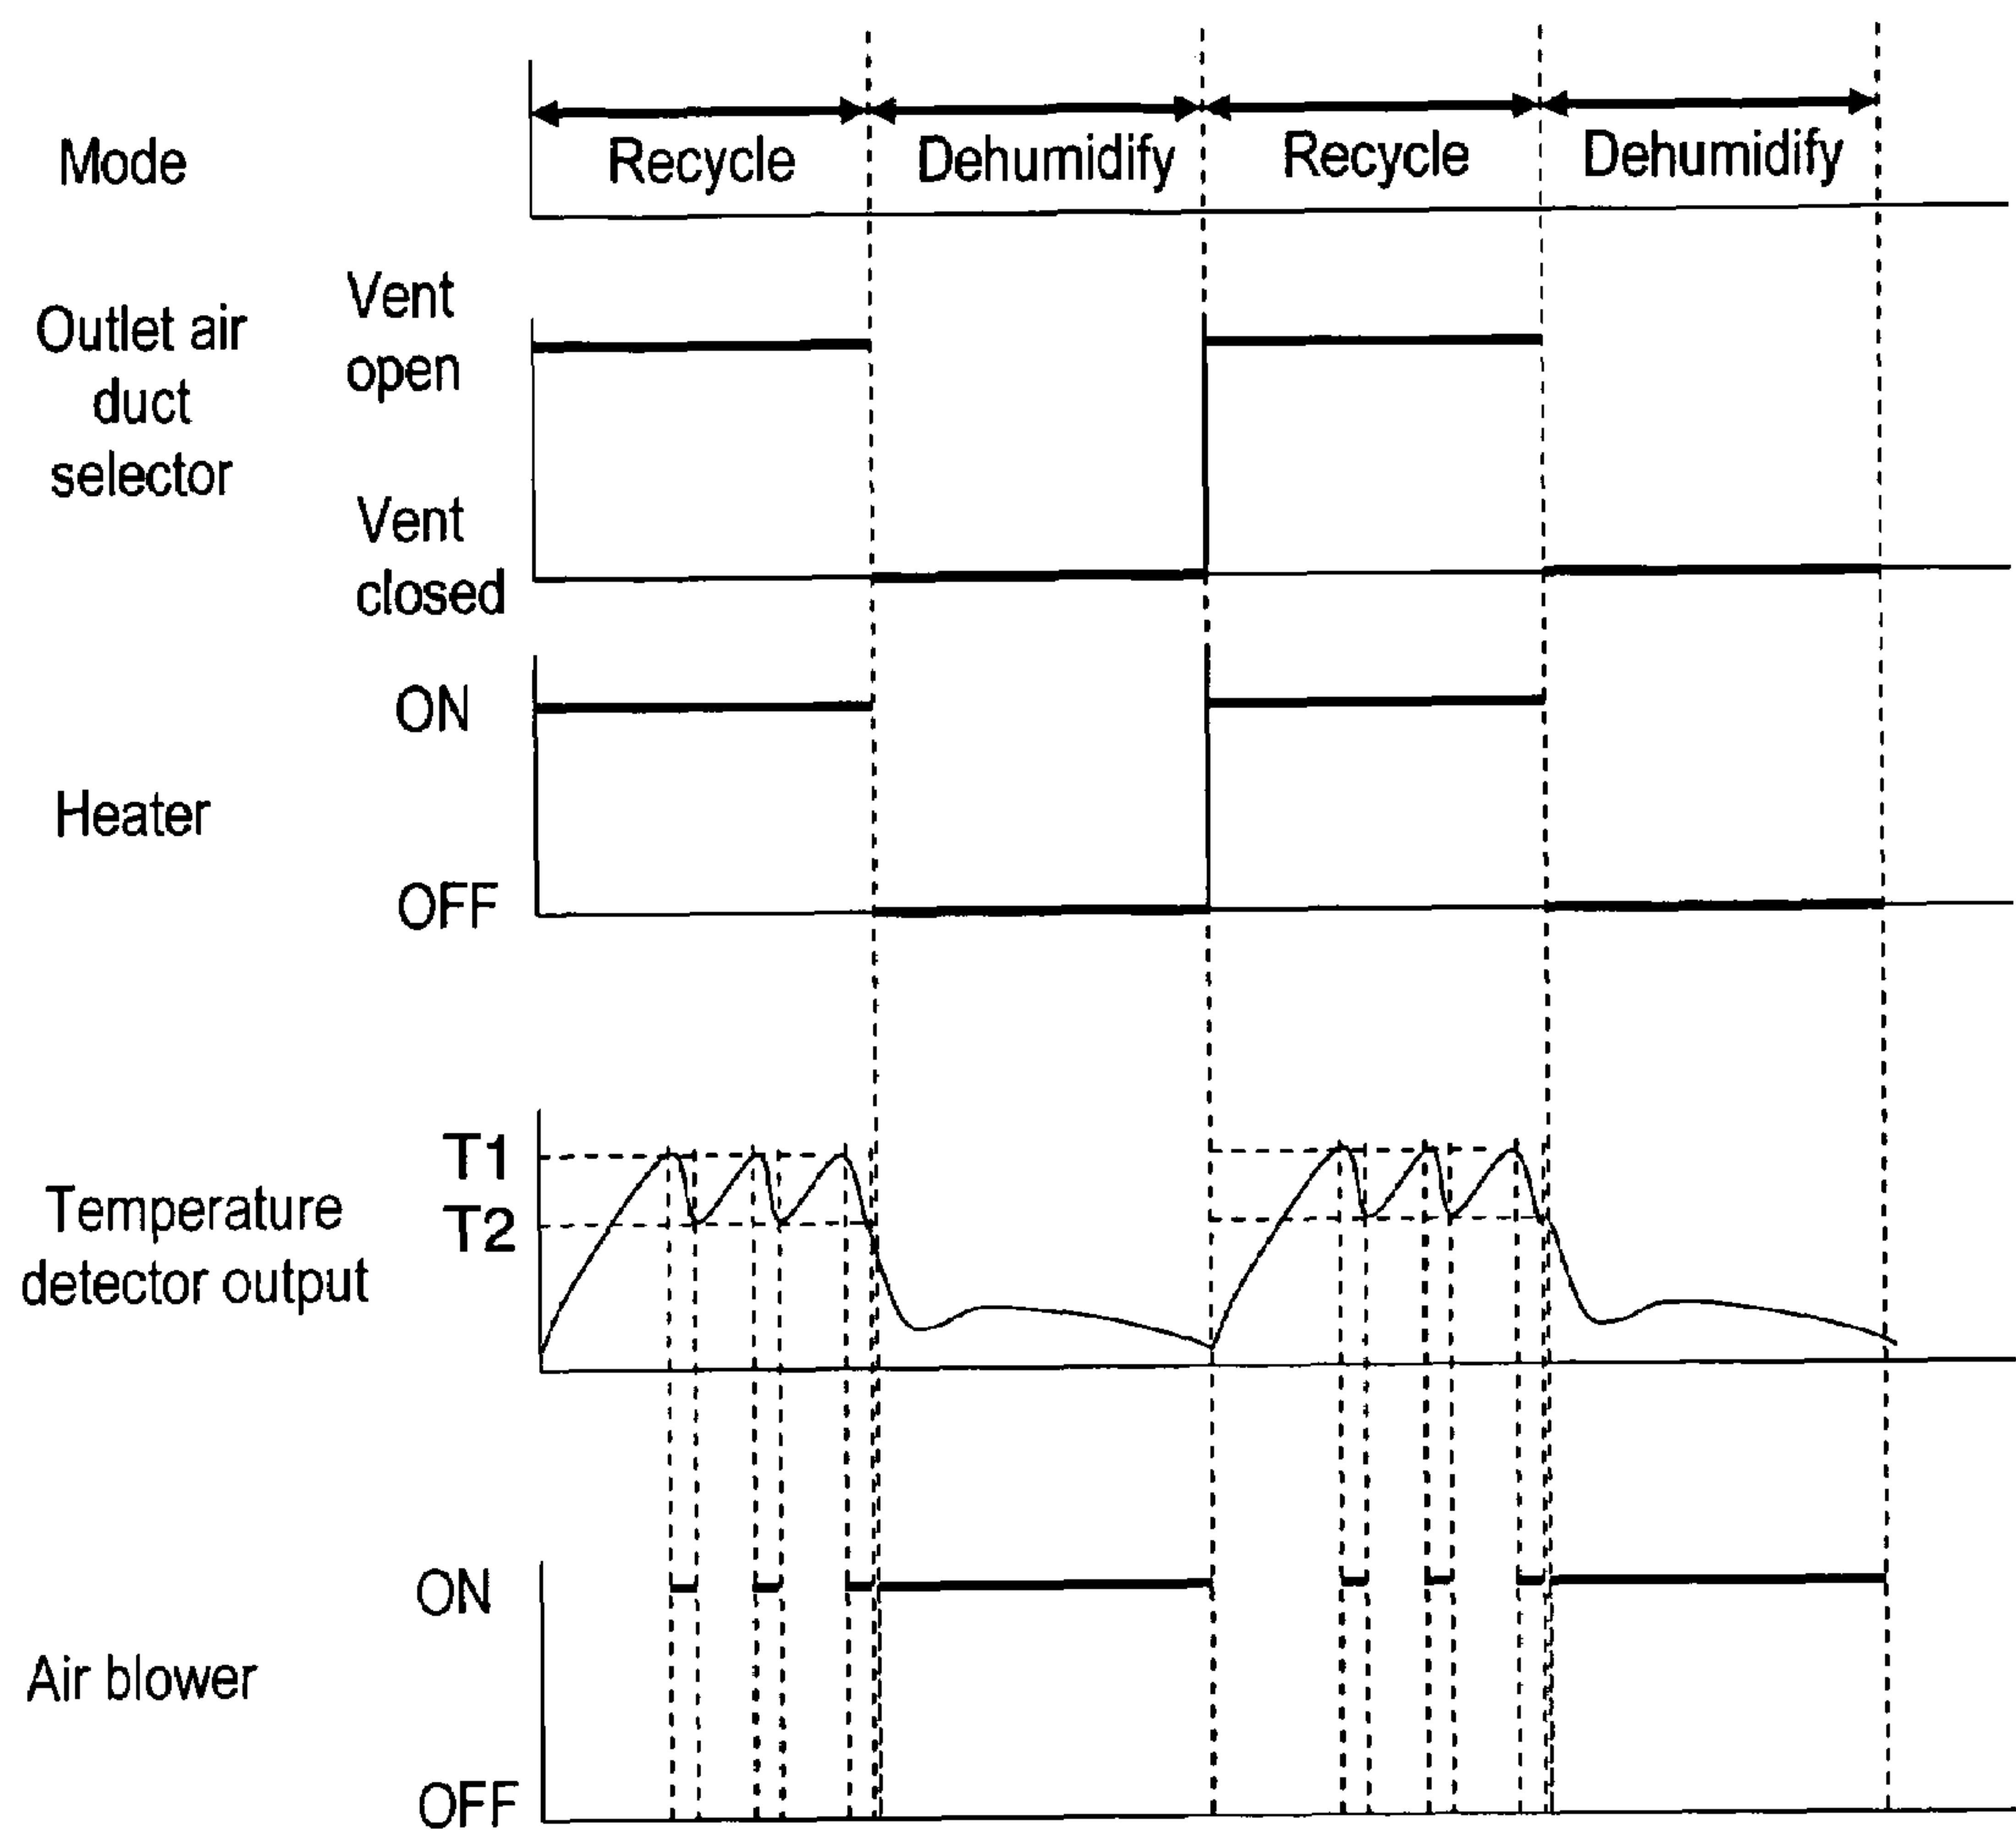 Mode
Recycle
Dehumidify
Recycle
Dehumidify
Outlet air
duct
selector
Vent
open
Vent
closed
Heater
ON
OFF
Temperature
detector output
T1
T2
Air blower
ON
OFF